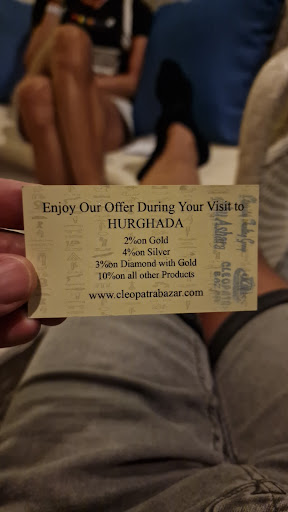 Enjoy Our Offer During Your Visit to
HURGHADA
2%on Gold
4%on Silver
3%on Diamond with Gold
10%on all other Products
www.cleopatrabazar.com